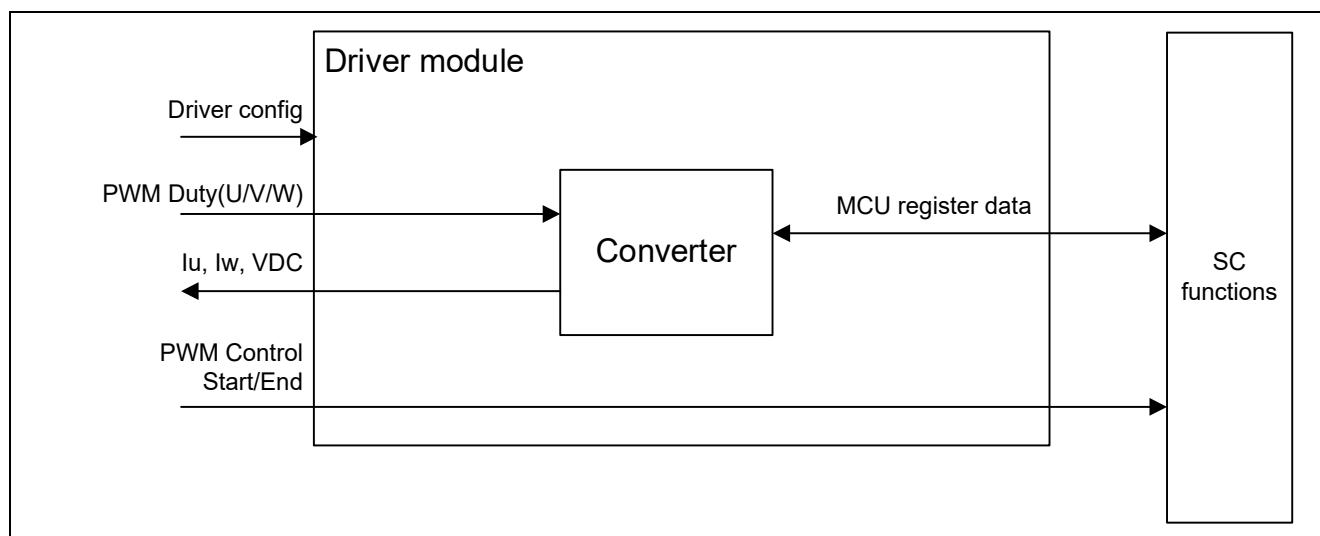 Driver module
Driver config
PWM Duty(U/V/W)
Iu, Iw, VDC
PWM Control
Start/End
Converter
MCU register data
SC
functions